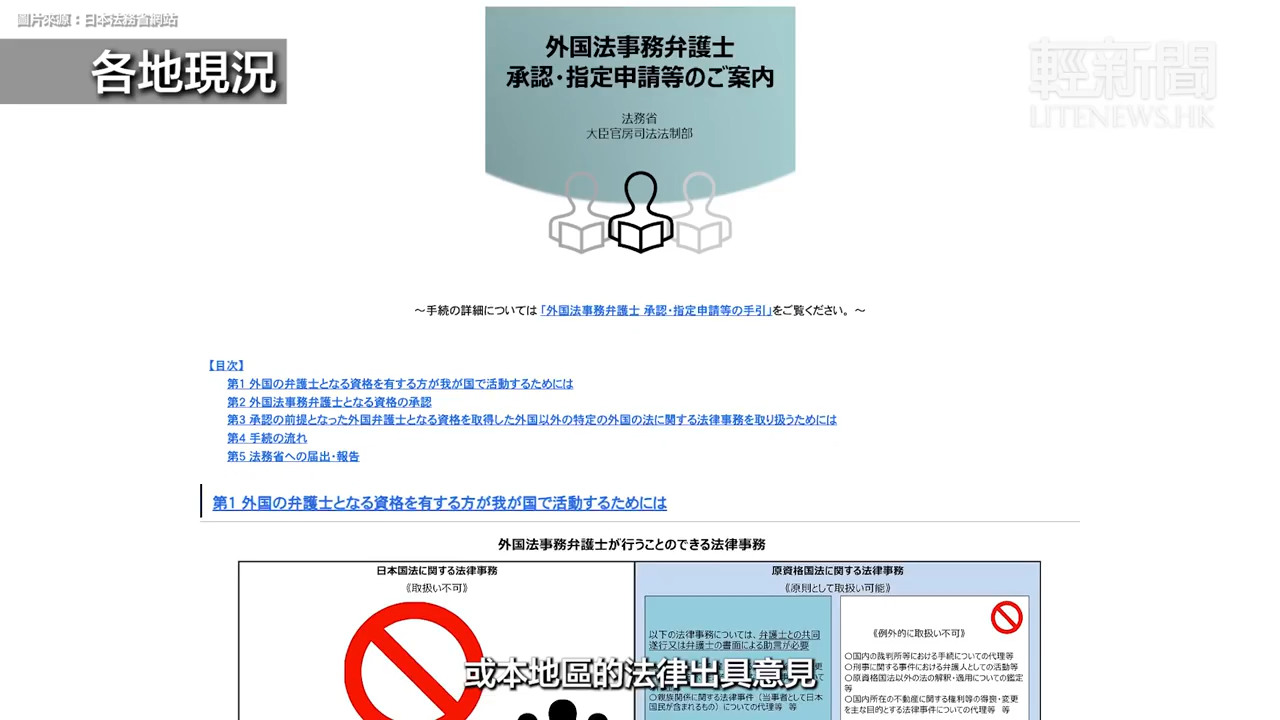 圖片來源：日本法務省網站
各地現況
輕新聞
LITENEWS.HK
外国法事務弁護士
承認・指定申請等のご案内
法務省
大臣官房司法法制部
～手続の詳細については「外国法事務弁護士 承認・指定申請等の手引」をご覧ください。～
【目次】
第1 外国の弁護士となる資格を有する方が我が国で活動するためには
第2 外国法事務弁護士となる資格の承認
第3 承認の前提となった外国弁護士となる資格を取得した外国以外の特定の外国の法に関する法律事務を取り扱うためには
第4 手続の流れ
第5 法務省への届出・報告
第1 外国の弁護士となる資格を有する方が我が国で活動するためには
外国法事務弁護士が行うことのできる法律事務
日本国法に関する法律事務
《取扱い不可》
原資格国法に関する法律事務
《原則として取扱い可能》
以下の法律事務については、弁護士との共同
遂行又は弁護士の書面による助言が必要
○親族関係に関する法律事件（当事者として日本
国民が含まれるもの）についての代理等 等
《例外的に取扱い不可》
○国内の裁判所等における手続についての代理等
○刑事に関する事件における弁護人としての活動等
○原資格国法以外の法の解釈・適用についての鑑定
等
○国内所在の不動産に関する権利等の得喪・変更
を主な目的とする法律事件についての代理等 等
或本地區的法律出具意見